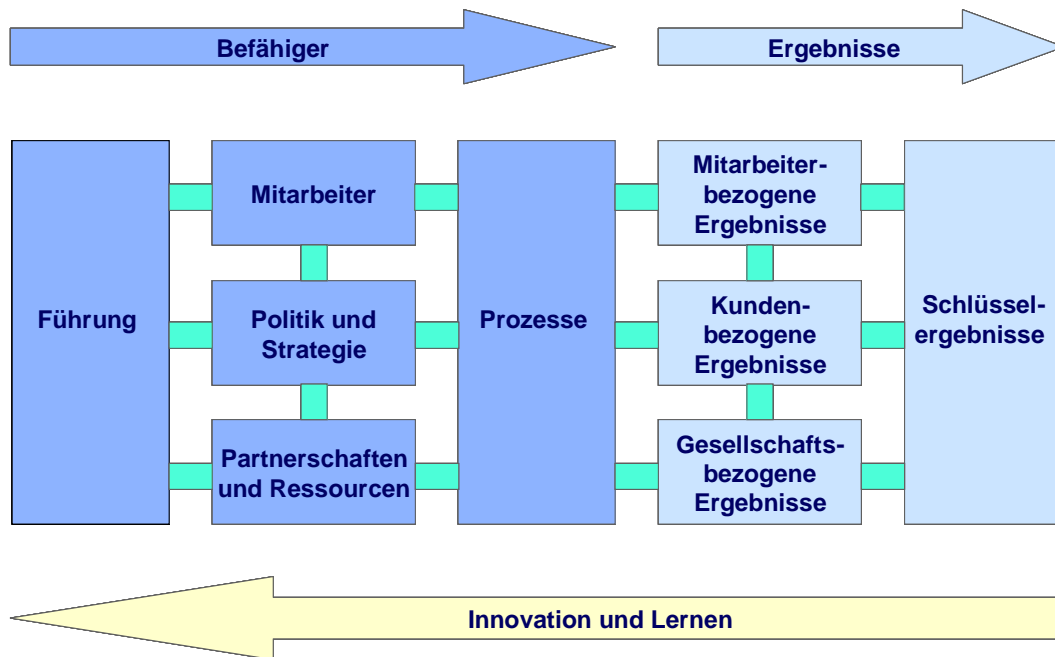 Befähiger
Ergebnisse
Führung
Mitarbeiter
Politik und
Strategie
Partnerschaften
und Ressourcen
Prozesse
Mitarbeiter-
bezogene
Ergebnisse
Kunden-
bezogene
Ergebnisse
Gesellschafts-
bezogene
Ergebnisse
Schlüssel-
ergebnisse
Innovation und Lernen